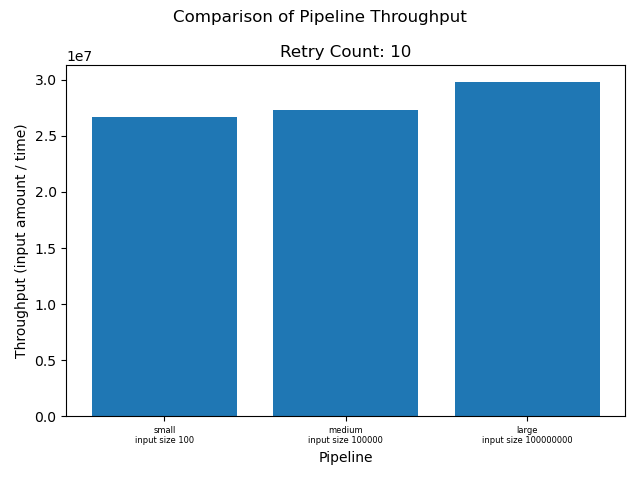 Comparison of Pipeline Throughput
Retry Count: 10
1e7
3.0
2.5
2.0
1.5
1.0
0.5
0.0
Throughput (input amount / time)
small
input size 100
medium
input size 100000
large
input size 100000000
Pipeline